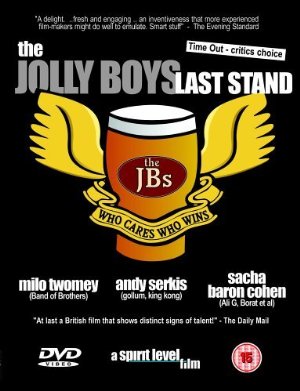 "A delight. ..fresh and engaging .. an inventiveness that more experienced
film-makers might do well to emulate. Smart stuff" - The Evening Standard
the
Time Out - critics choice
JOLLY BOYS LAST STAND
the
JBs
WHO CARES WHO WINS
milo twomey
(Band of Brothers)
andy serkis
(gollum, king kong)
sacha
baron cohen
(Ali G, Borat et al)
"At last a British film that shows distinct signs of talent!" - The Daily Mail
DVD
VIDEO
a spirit level film
15